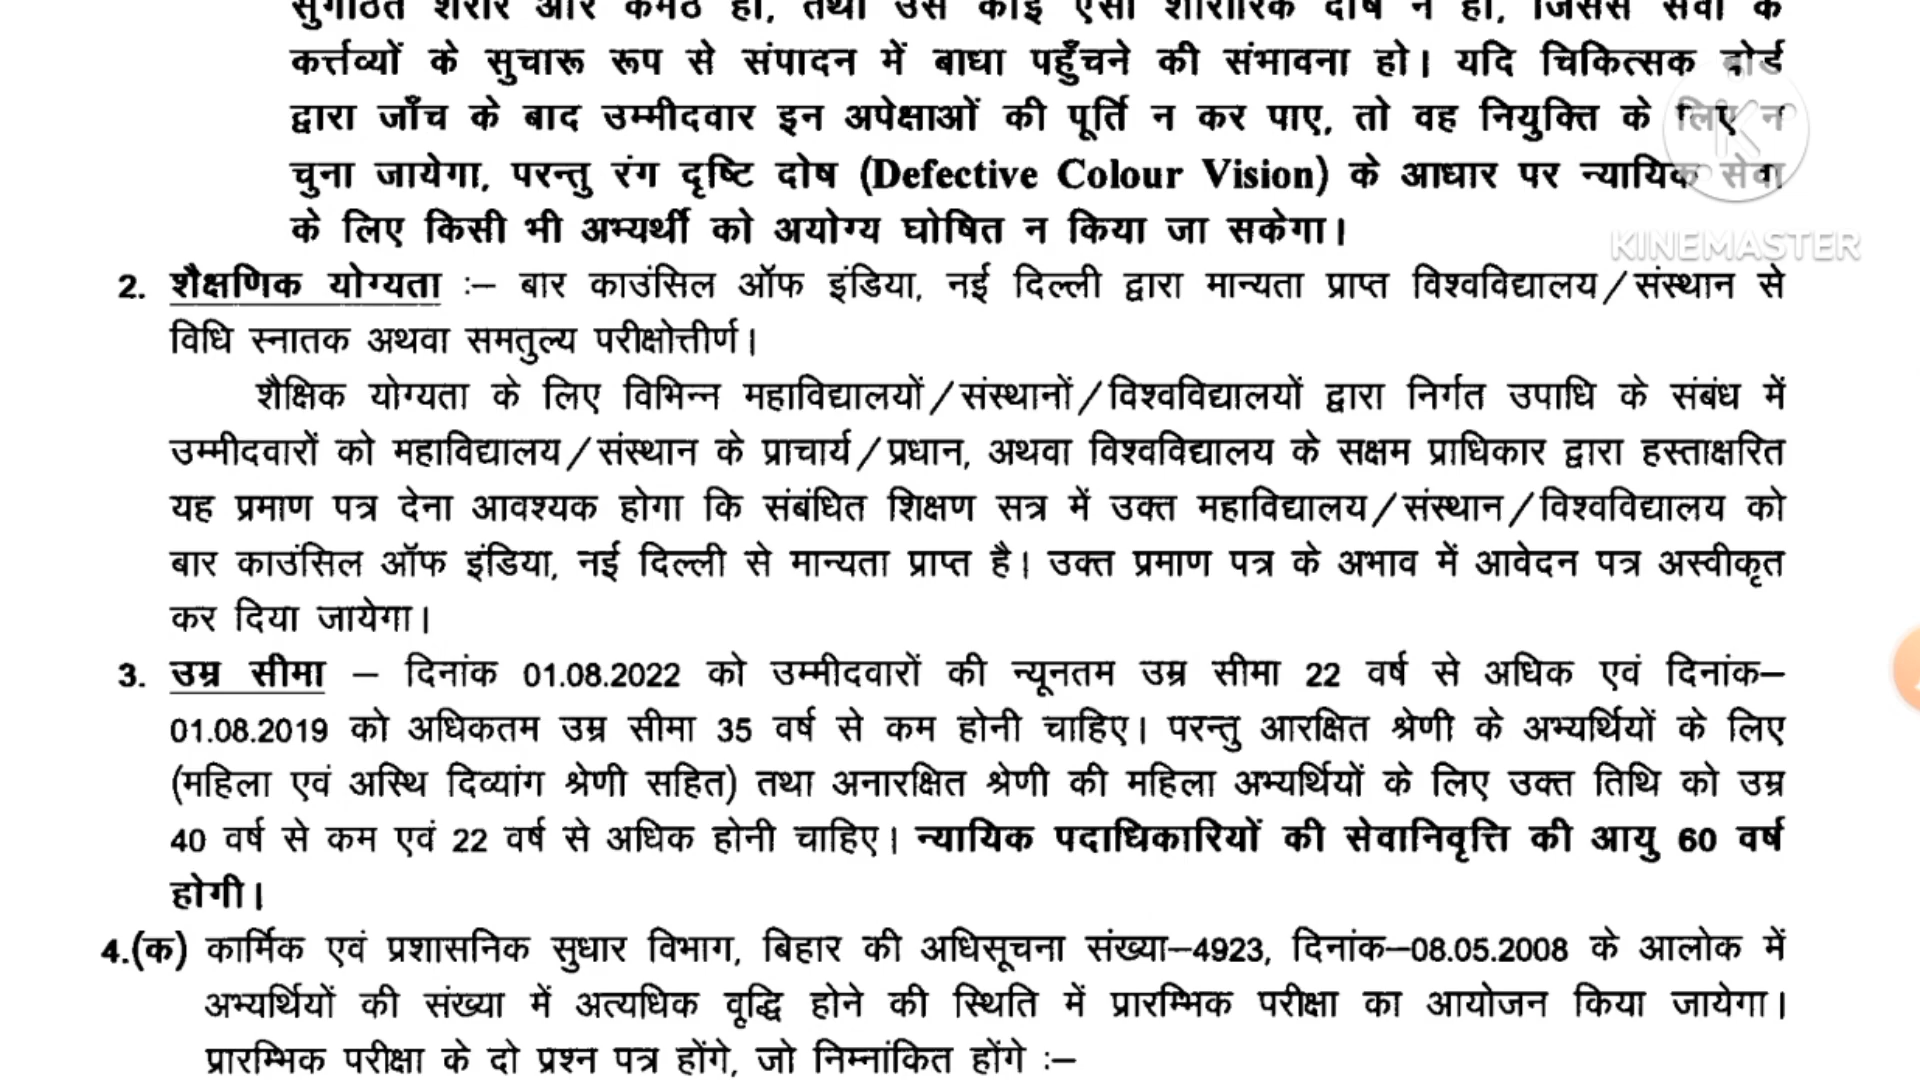 सुगठित शरीर और कर्मठ हो, तथा उसे कोई ऐसा शारीरिक दोष न हो, जिससे सेवा के
कर्त्तव्यों के सुचारू रूप से संपादन में बाधा पहुँचने की संभावना हो। यदि चिकित्सक बोर्ड
द्वारा जाँच के बाद उम्मीदवार इन अपेक्षाओं की पूर्ति न कर पाए, तो वह नियुक्ति के लिए न
चुना जायेगा, परन्तु रंग दृष्टि दोष (Defective Colour Vision) के आधार पर न्यायिक सेवा
के लिए किसी भी अभ्यर्थी को अयोग्य घोषित न किया जा सकेगा।
KINEMASTER
2. शैक्षणिक योग्यता :– बार काउंसिल ऑफ इंडिया, नई दिल्ली द्वारा मान्यता प्राप्त विश्वविद्यालय/संस्थान से
विधि स्नातक अथवा समतुल्य परीक्षोत्तीर्ण।
शैक्षिक योग्यता के लिए विभिन्न महाविद्यालयों/संस्थानों/विश्वविद्यालयों द्वारा निर्गत उपाधि के संबंध में
उम्मीदवारों को महाविद्यालय/संस्थान के प्राचार्य/प्रधान, अथवा विश्वविद्यालय के सक्षम प्राधिकार द्वारा हस्ताक्षरित
यह प्रमाण पत्र देना आवश्यक होगा कि संबंधित शिक्षण सत्र में उक्त महाविद्यालय/संस्थान/विश्वविद्यालय को
बार काउंसिल ऑफ इंडिया, नई दिल्ली से मान्यता प्राप्त है। उक्त प्रमाण पत्र के अभाव में आवेदन पत्र अस्वीकृत
कर दिया जायेगा।
3. उम्र सीमा – दिनांक 01.08.2022 को उम्मीदवारों की न्यूनतम उम्र सीमा 22 वर्ष से अधिक एवं दिनांक–
01.08.2019 को अधिकतम उम्र सीमा 35 वर्ष से कम होनी चाहिए। परन्तु आरक्षित श्रेणी के अभ्यर्थियों के लिए
(महिला एवं अस्थि दिव्यांग श्रेणी सहित) तथा अनारक्षित श्रेणी की महिला अभ्यर्थियों के लिए उक्त तिथि को उम्र
40 वर्ष से कम एवं 22 वर्ष से अधिक होनी चाहिए। न्यायिक पदाधिकारियों की सेवानिवृत्ति की आयु 60 वर्ष
होगी।
4.(क) कार्मिक एवं प्रशासनिक सुधार विभाग, बिहार की अधिसूचना संख्या–4923, दिनांक–08.05.2008 के आलोक में
अभ्यर्थियों की संख्या में अत्यधिक वृद्धि होने की स्थिति में प्रारम्भिक परीक्षा का आयोजन किया जायेगा।
प्रारम्भिक परीक्षा के दो प्रश्न पत्र होंगे, जो निम्नांकित होंगे :–